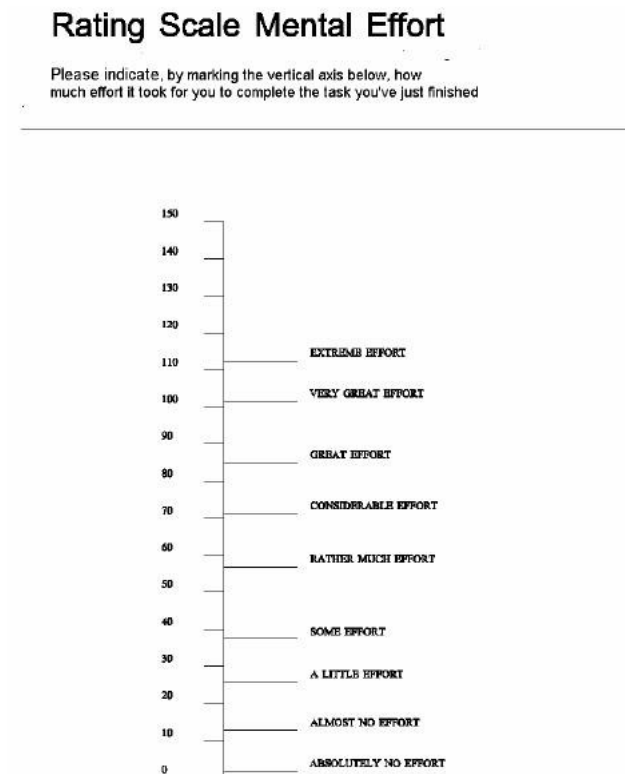 Rating Scale Mental Effort
Please indicate, by marking the vertical axis below, how
much effort it took for you to complete the task you've just finished
150
140
130
120
EXTREME EFFORT
110
VERY GREAT EFFORT
100
90
GREAT EFFORT
80
CONSIDERABLE EFFORT
70
60
RATHER MUCH EFFORT
50
40
SOME EFFORT
30
A LITTLE EFFORT
20
ALMOST NO EFFORT
10
ABSOLUTELY NO EFFORT
0